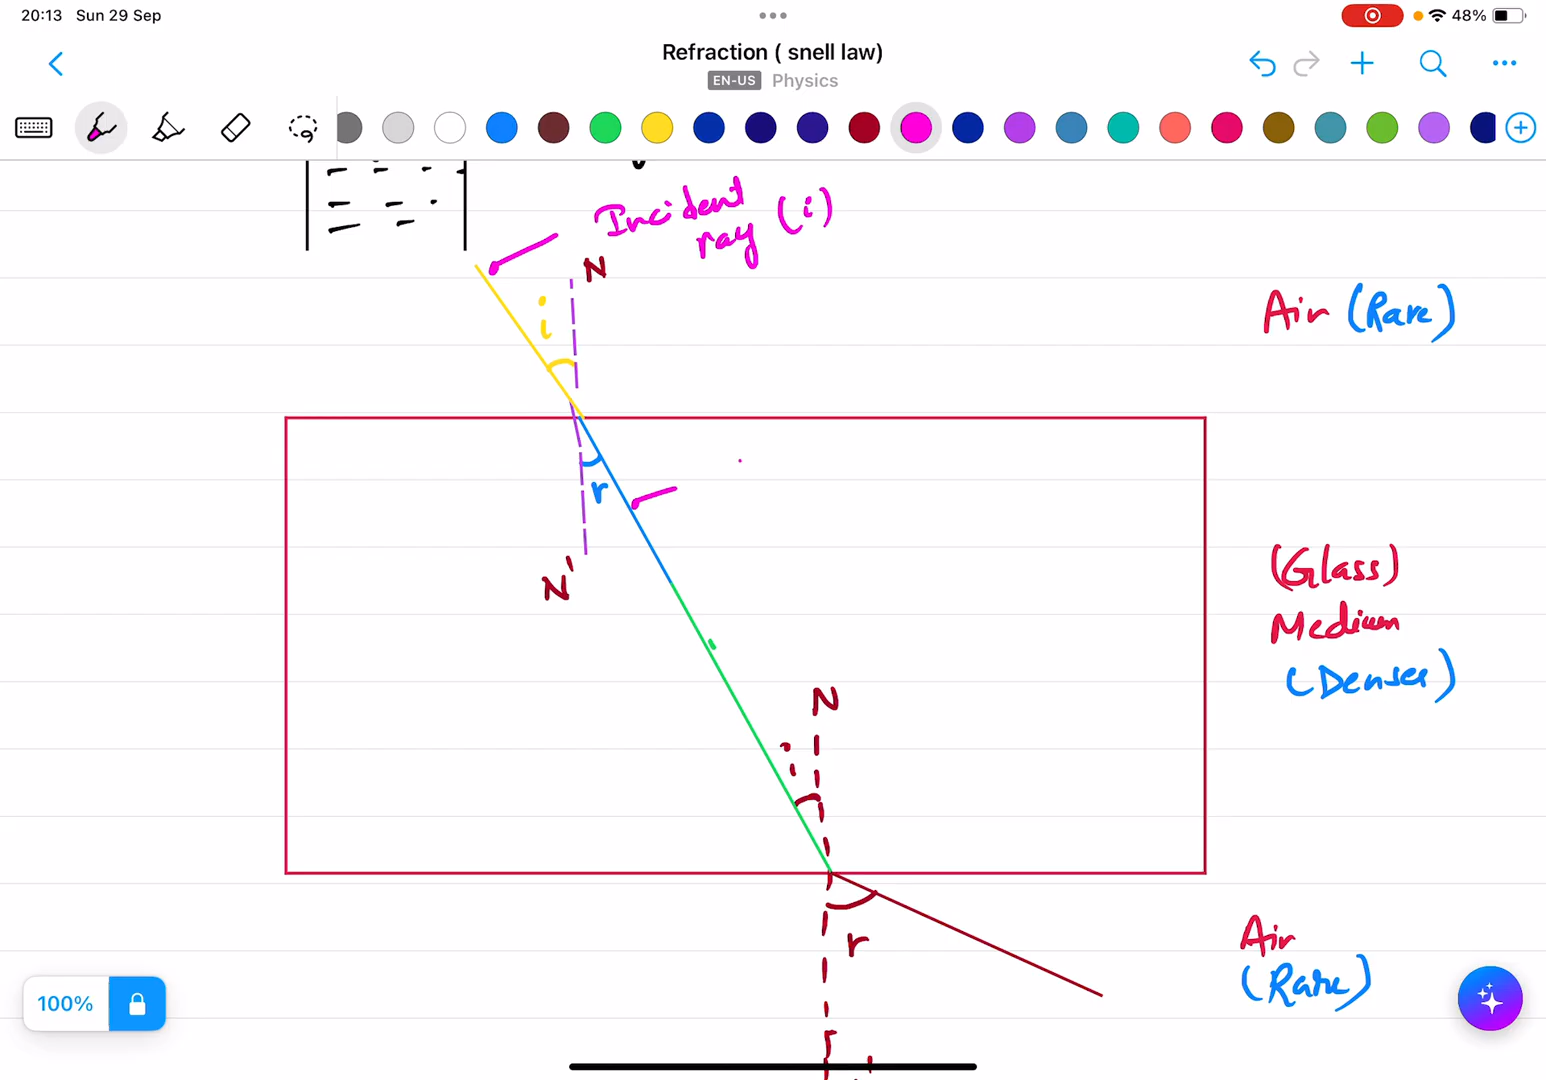 20:13 Sun 29 Sep
48%
Refraction ( snell law)
EN-US Physics
Incident
ray (i)
N
i
Air (Rare)
r
N'
(Glass)
Medium
(Denser)
N
i
r
Air
(Rare)
100%